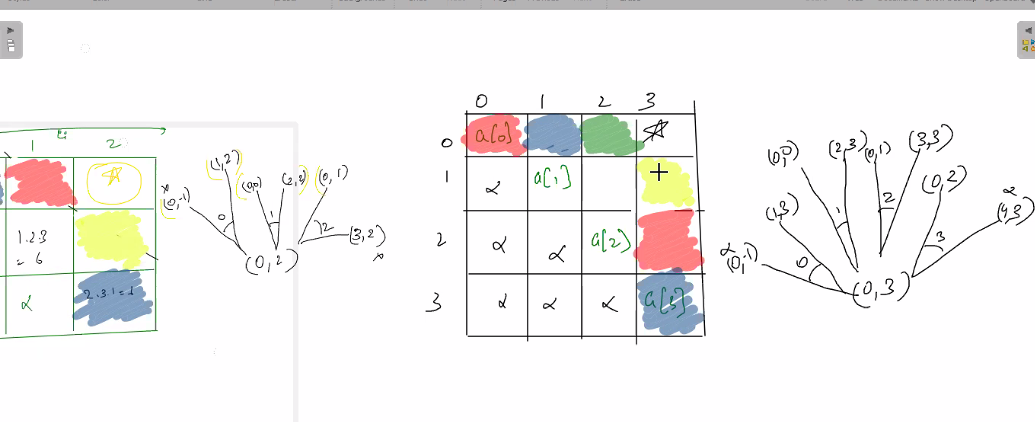 1 2
0 1 2 3
0 a[0]
1 α a[1]
2 α α a[2]
3 α α α a[3]
1.2.3
= 6
α 2.3.1 =
(0,-1) (1,2) (0,0) (2,2) (0,1) (3,2)
0 1 2
(0,2)
α (0,-1) (1,3) (0,0) (2,3) (0,1) (3,3) (0,2) α (4,3)
0 1 2 3
(0,3)